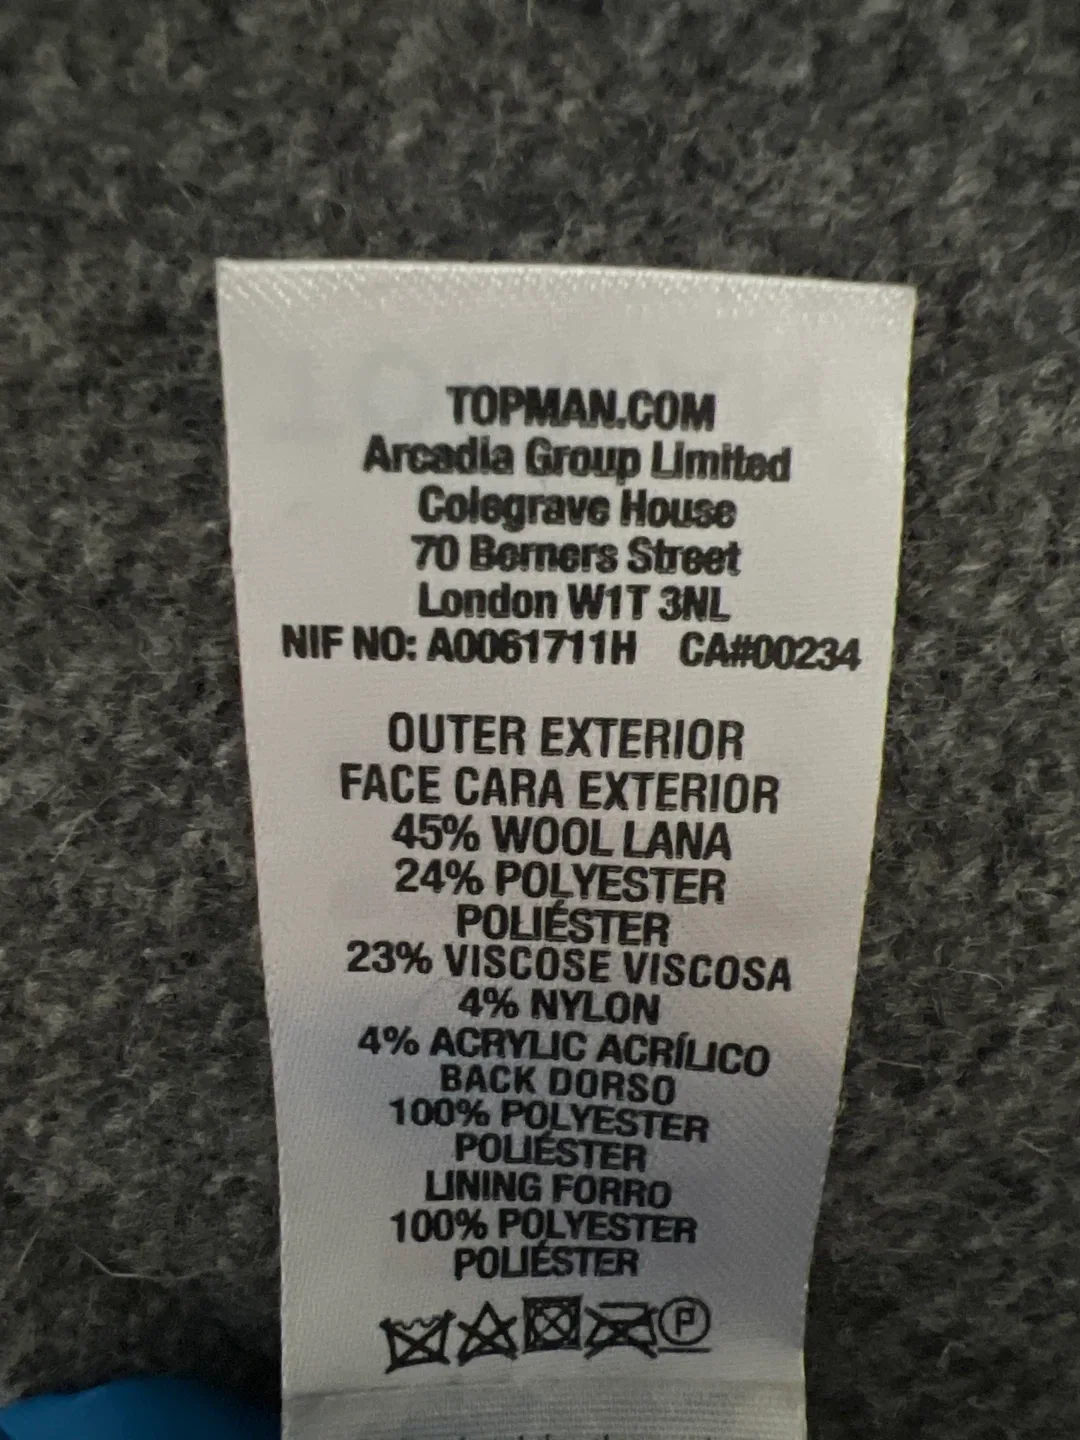 TOPMAN.COM
Arcadia Group Limited
Colegrave House
70 Berners Street
London W1T 3NL
NIF NO: A0061711H CA#00234
OUTER EXTERIOR
FACE CARA EXTERIOR
45% WOOL LANA
24% POLYESTER
POLIÉSTER
23% VISCOSE VISCOSA
4% NYLON
4% ACRYLIC ACRÍLICO
BACK DORSO
100% POLYESTER
POLIÉSTER
LINING FORRO
100% POLYESTER
POLIÉSTER
P